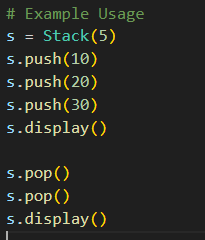 # Example Usage
s = Stack(5)
s.push(10)
s.push(20)
s.push(30)
s.display()

s.pop()
s.pop()
s.display()